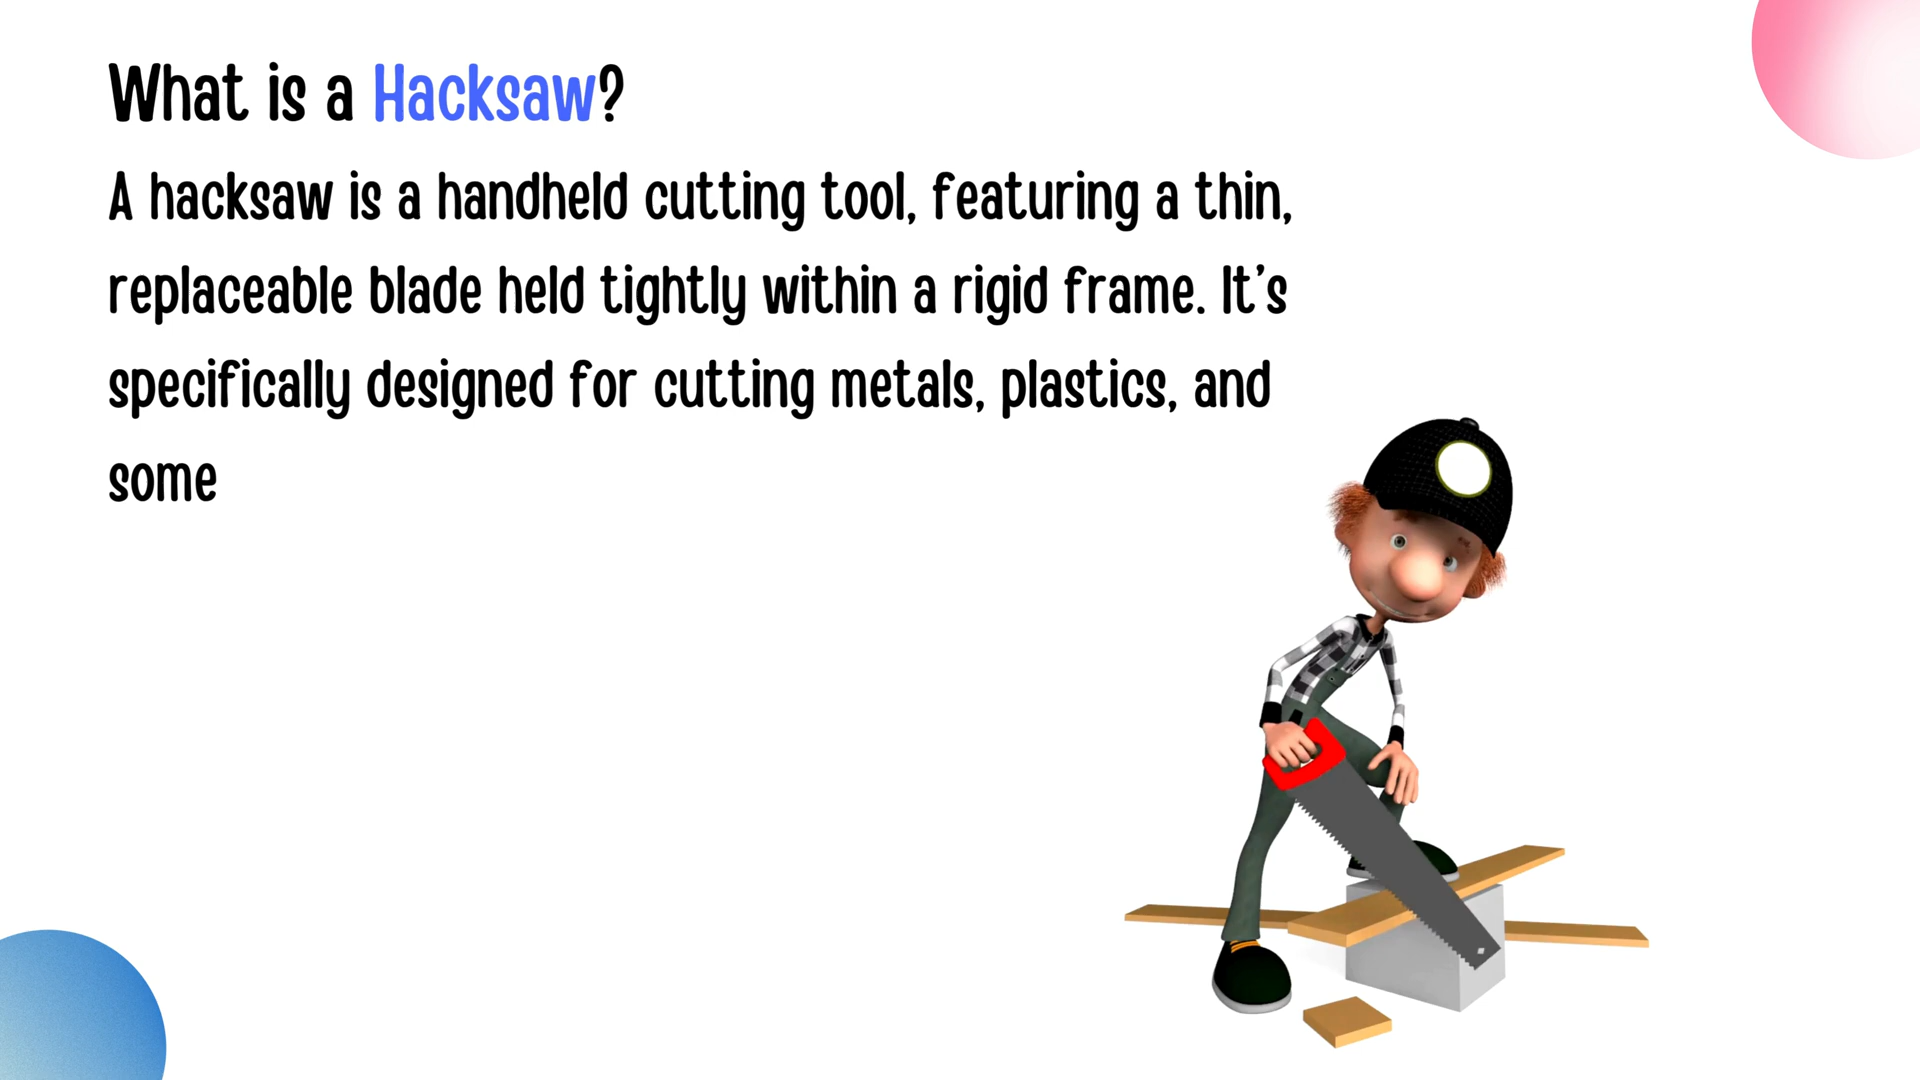 What is a Hacksaw?
A hacksaw is a handheld cutting tool, featuring a thin,
replaceable blade held tightly within a rigid frame. It's
specifically designed for cutting metals, plastics, and
some